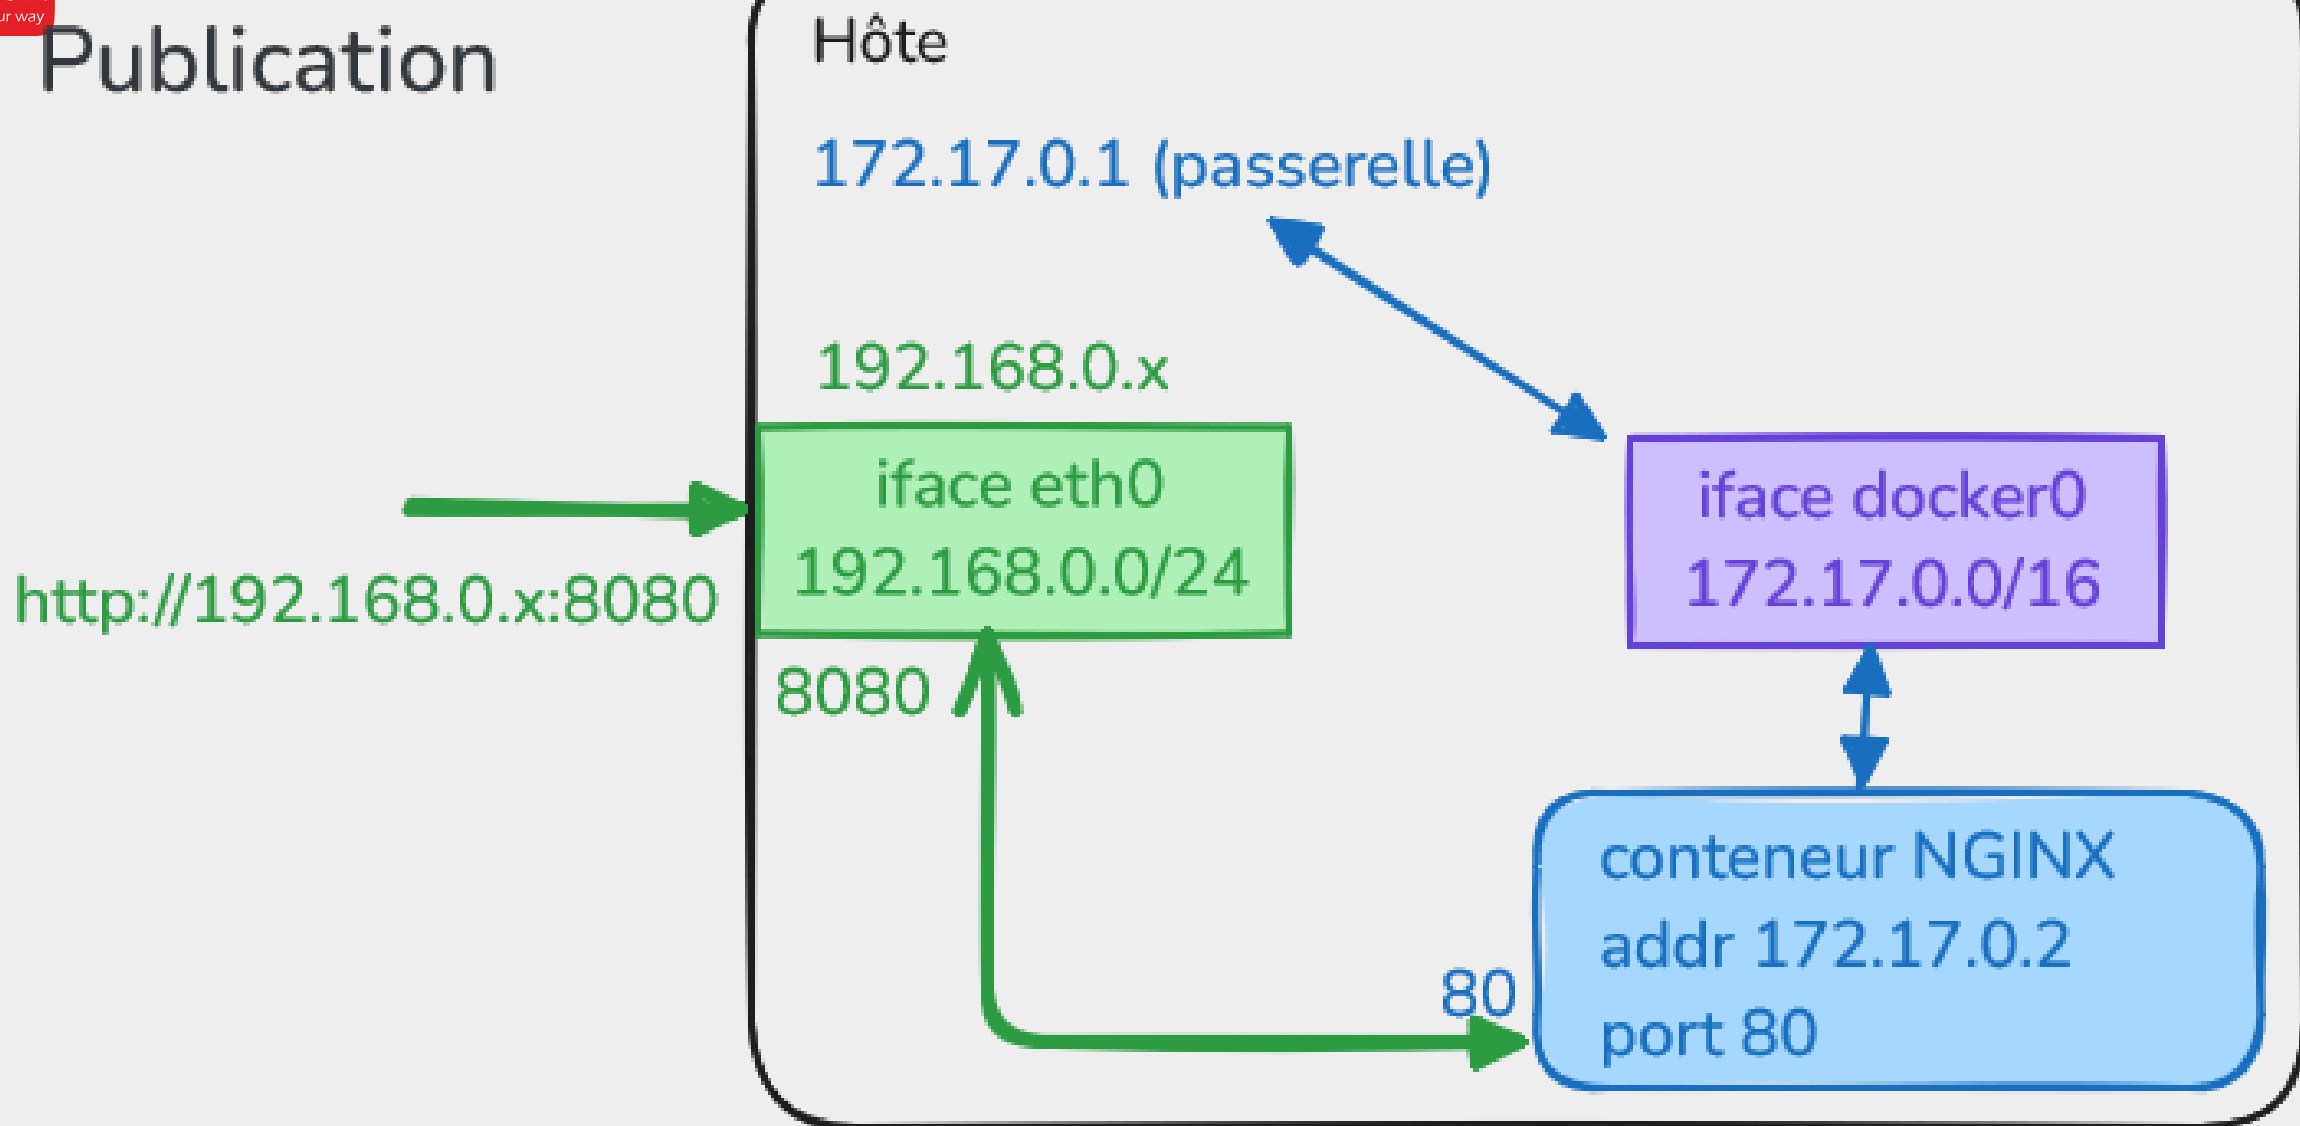 ur way
Publication
Hôte
172.17.0.1 (passerelle)
192.168.0.x
iface eth0
192.168.0.0/24
iface docker0
172.17.0.0/16
http://192.168.0.x:8080
8080
conteneur NGINX
addr 172.17.0.2
80
port 80